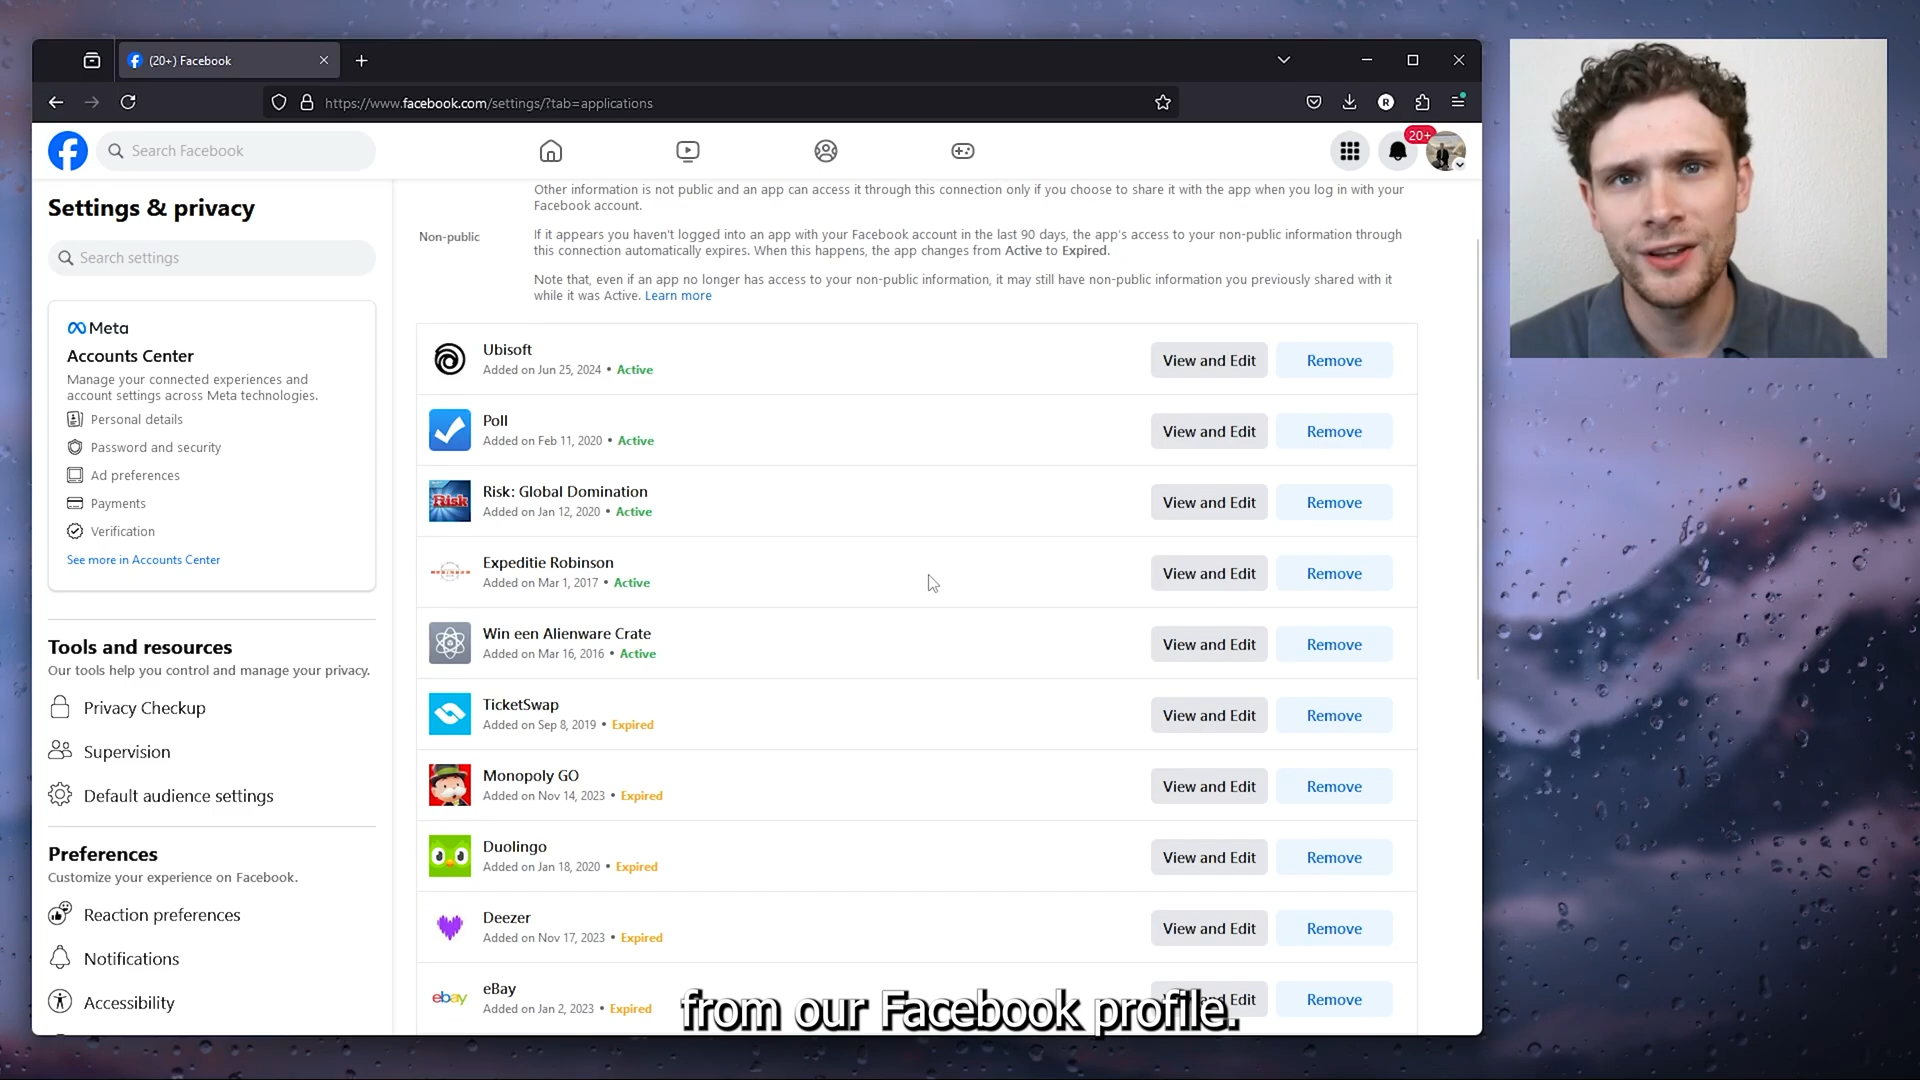 (20+) Facebook
https://www.facebook.com/settings/?tab=applications
R
Search Facebook
20+
Settings & privacy
Search settings
Meta
Accounts Center
Manage your connected experiences and
account settings across Meta technologies.
Personal details
Password and security
Ad preferences
Payments
Verification
See more in Accounts Center
Tools and resources
Our tools help you control and manage your privacy.
Privacy Checkup
Supervision
Default audience settings
Preferences
Customize your experience on Facebook.
Reaction preferences
Notifications
Accessibility
Non-public
Other information is not public and an app can access it through this connection only if you choose to share it with the app when you log in with your
Facebook account.
If it appears you haven't logged into an app with your Facebook account in the last 90 days, the app's access to your non-public information through
this connection automatically expires. When this happens, the app changes from Active to Expired.
Note that, even if an app no longer has access to your non-public information, it may still have non-public information you previously shared with it
while it was Active. Learn more
Ubisoft
Added on Jun 25, 2024 • Active
View and Edit
Remove
Poll
Added on Feb 11, 2020 • Active
View and Edit
Remove
Risk
Risk: Global Domination
Added on Jan 12, 2020 • Active
View and Edit
Remove
Expeditie Robinson
Added on Mar 1, 2017 • Active
View and Edit
Remove
Win een Alienware Crate
Added on Mar 16, 2016 • Active
View and Edit
Remove
TicketSwap
Added on Sep 8, 2019 • Expired
View and Edit
Remove
Monopoly GO
Added on Nov 14, 2023 • Expired
View and Edit
Remove
Duolingo
Added on Jan 18, 2020 • Expired
View and Edit
Remove
Deezer
Added on Nov 17, 2023 • Expired
View and Edit
Remove
ebay
eBay
Added on Jan 2, 2023 • Expired
Edit
Remove
from our Facebook profile.